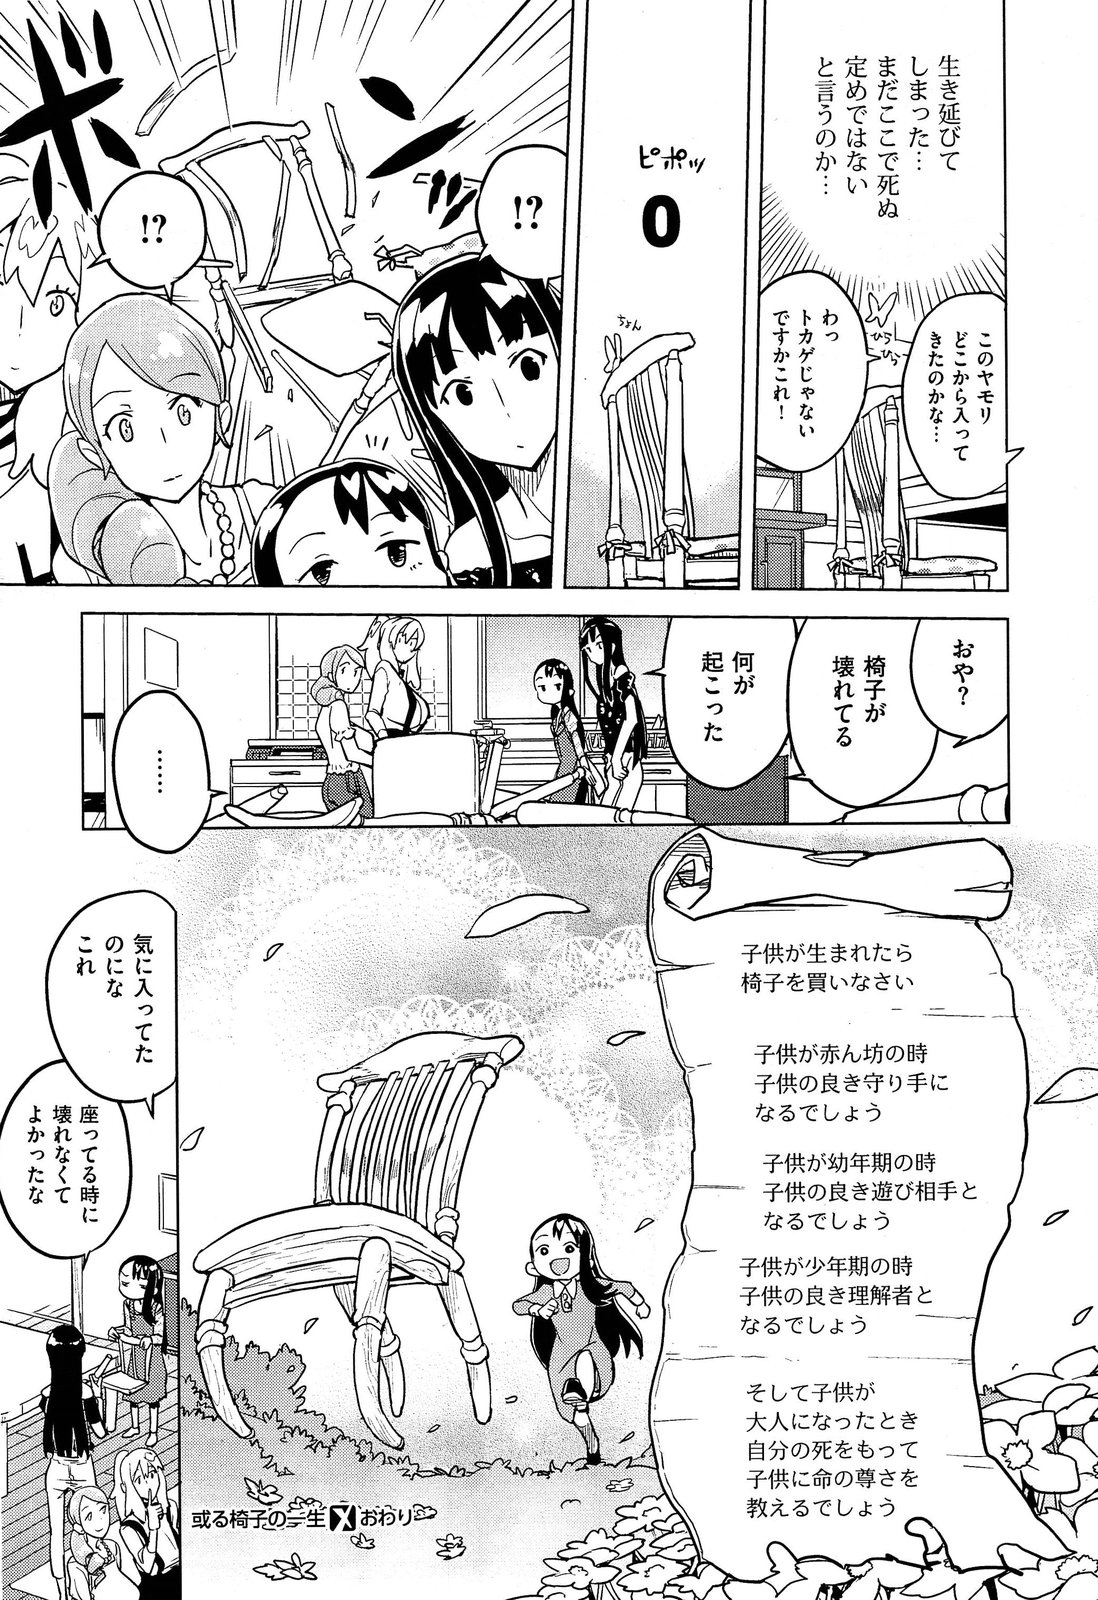 生き延びて
しまった…
まだここで死ぬ
定めではない
と言うのか…
このヤモリ
どこから入って
きたのかな…
ひらひら
わっ
トカゲじゃない
ですかこれ！
ピポッ
0
ちょん
ボン
!?
!?
おや？
椅子が
壊れてる
何が
起こった
……
子供が生まれたら
椅子を買いなさい
子供が赤ん坊の時
子供の良き守り手に
なるでしょう
子供が幼年期の時
子供の良き遊び相手と
なるでしょう
子供が少年期の時
子供の良き理解者と
なるでしょう
そして子供が
大人になったとき
自分の死をもって
子供に命の尊さを
教えるでしょう
気に入ってた
のにな
これ
座ってる時に
壊れなくて
よかったな
或る椅子の一生 おわり